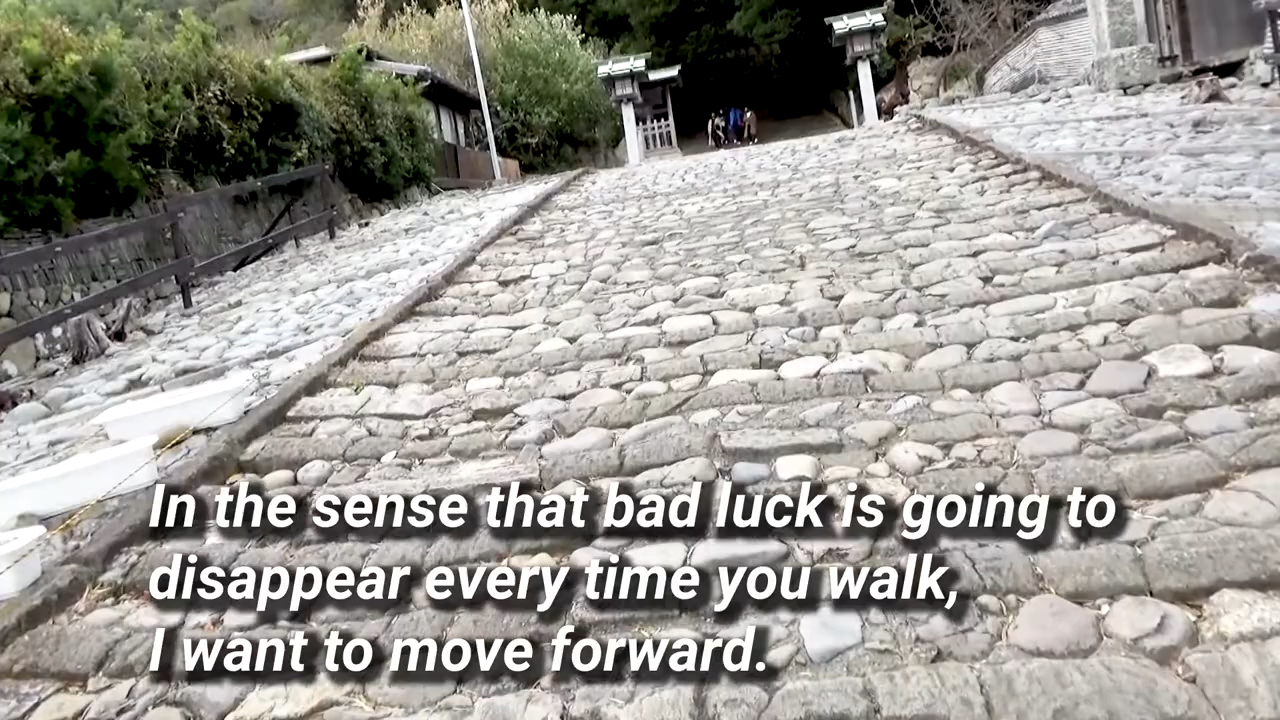 In the sense that bad luck is going to
disappear every time you walk,
I want to move forward.